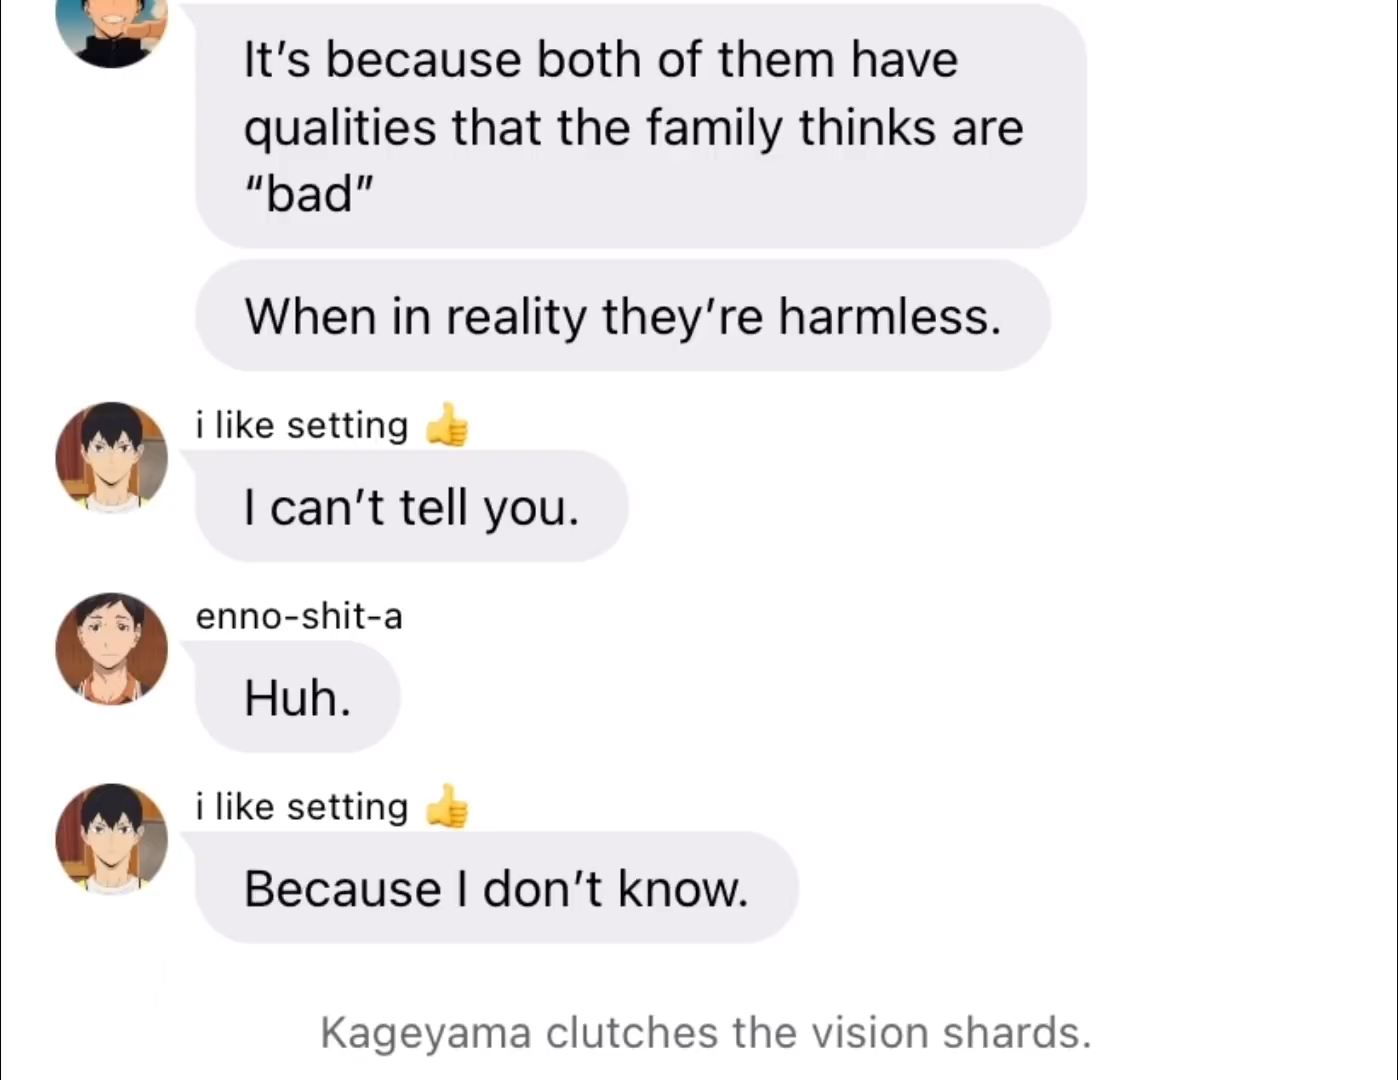 It’s because both of them have
qualities that the family thinks are
“bad”
When in reality they’re harmless.
i like setting 👍
I can’t tell you.
enno-shit-a
Huh.
i like setting 👍
Because I don’t know.
Kageyama clutches the vision shards.